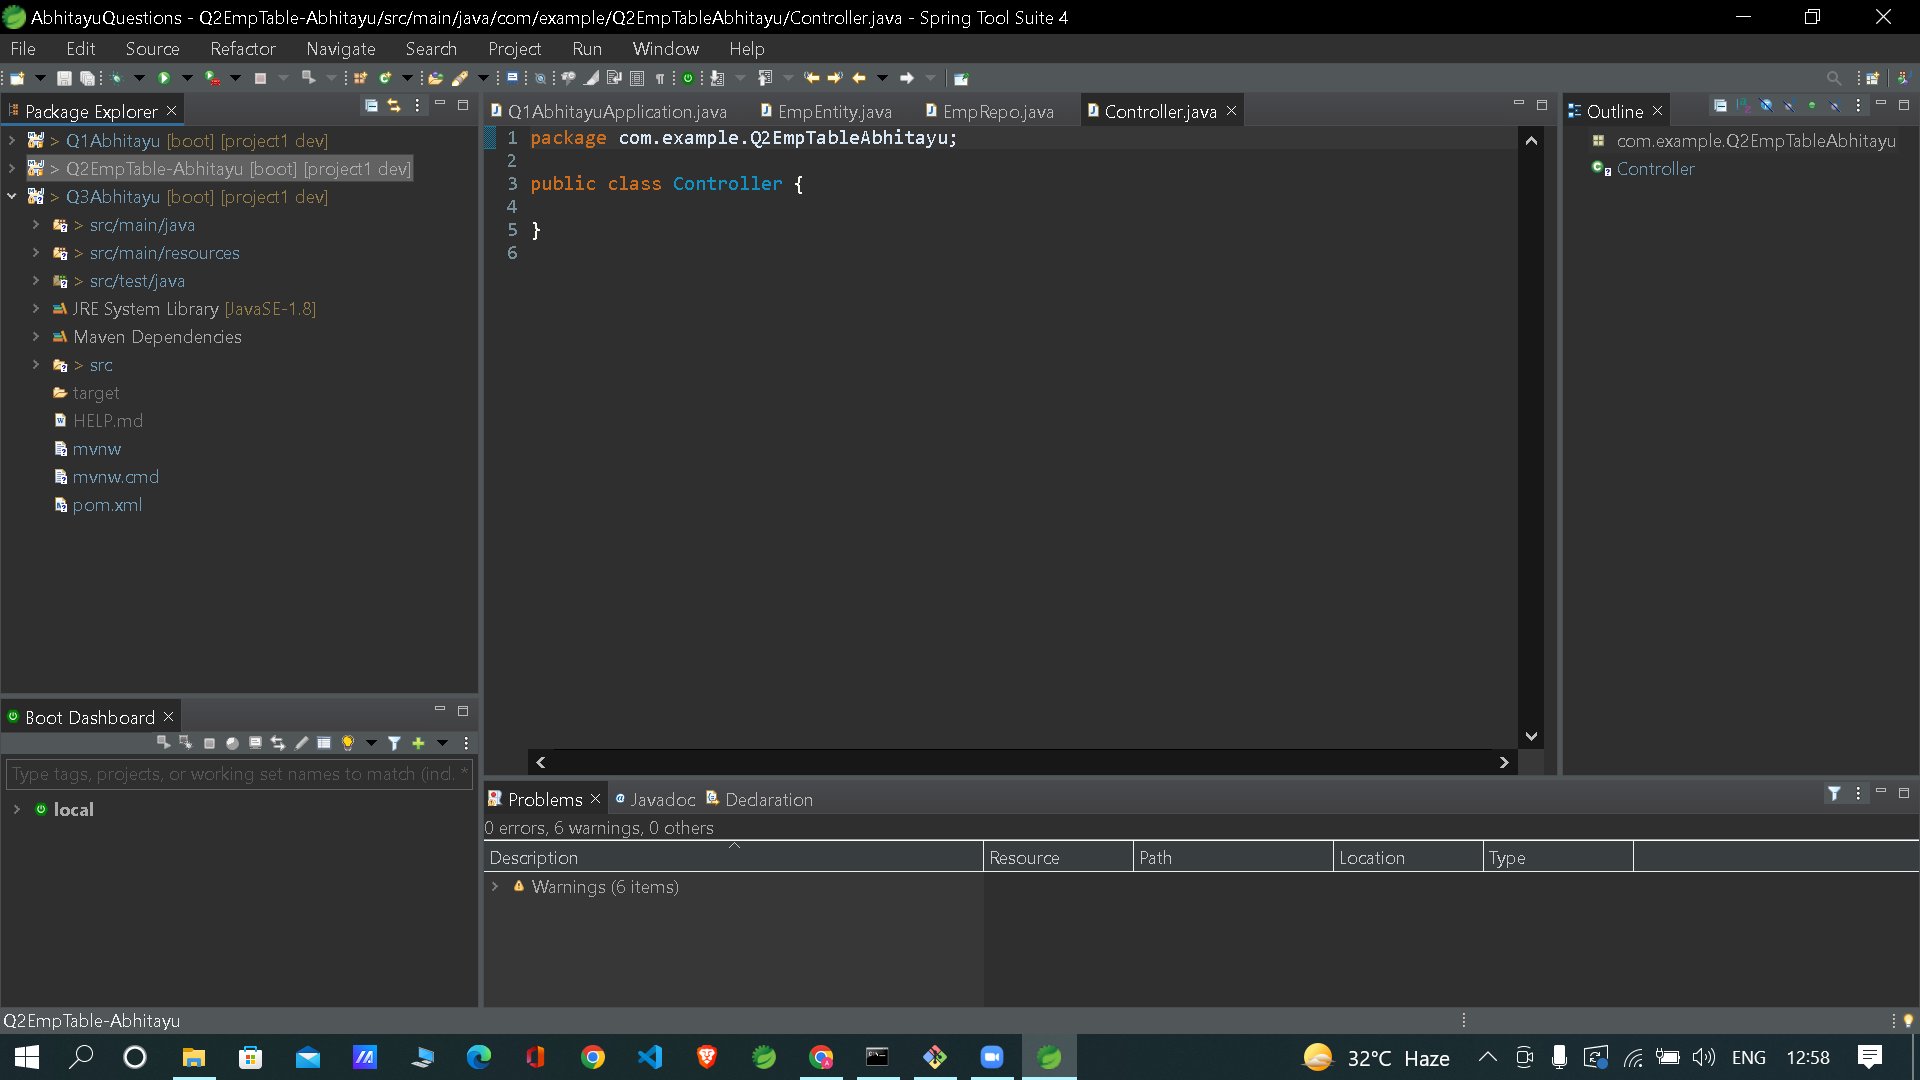 AbhitayuQuestions - Q2EmpTable-Abhitayu/src/main/java/com/example/Q2EmpTableAbhitayu/Controller.java - Spring Tool Suite 4
File Edit Source Refactor Navigate Search Project Run Window Help
Package Explorer
> Q1Abhitayu [boot] [project1 dev]
> Q2EmpTable-Abhitayu [boot] [project1 dev]
> Q3Abhitayu [boot] [project1 dev]
> src/main/java
> src/main/resources
> src/test/java
JRE System Library [JavaSE-1.8]
Maven Dependencies
> src
target
HELP.md
mvnw
mvnw.cmd
pom.xml
Q1AbhitayuApplication.java EmpEntity.java EmpRepo.java Controller.java
1 package com.example.Q2EmpTableAbhitayu;
2
3 public class Controller {
4
5 }
6
Outline
com.example.Q2EmpTableAbhitayu
Controller
Boot Dashboard
Type tags, projects, or working set names to match (incl. *
local
Problems Javadoc Declaration
0 errors, 6 warnings, 0 others
Description Resource Path Location Type
Warnings (6 items)
Q2EmpTable-Abhitayu
32°C Haze ENG 12:58